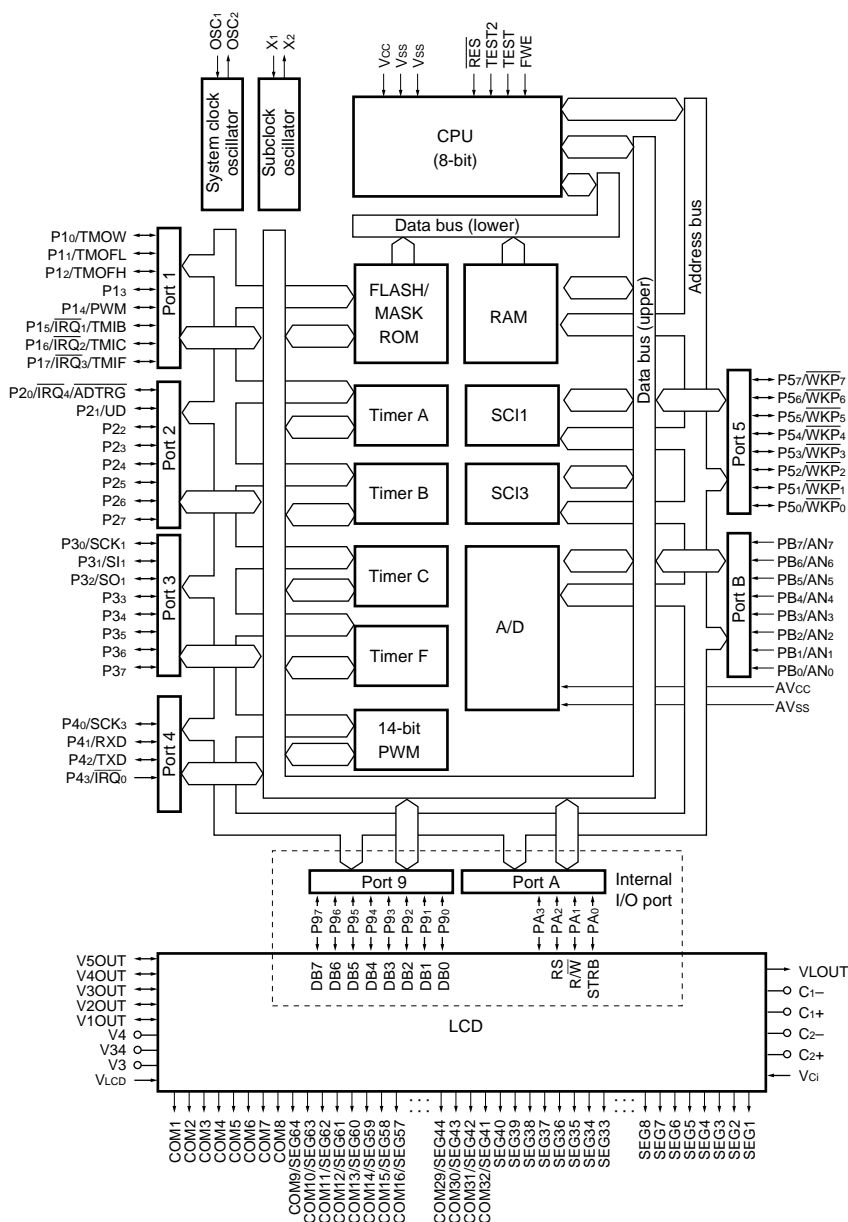 OSC1
OSC2
X1
X2
VCC
VSS
VSS
RES
TEST2
TEST
FWE
System clock
oscillator
Subclock
oscillator
CPU
(8-bit)
Data bus (lower)
Address bus
Data bus (upper)
P10/TMOW
P11/TMOFL
P12/TMOFH
P13
P14/PWM
P15/IRQ1/TMIB
P16/IRQ2/TMIC
P17/IRQ3/TMIF
Port 1
FLASH/
MASK
ROM
RAM
P20/IRQ4/ADTRG
P21/UD
P22
P23
P24
P25
P26
P27
Port 2
Timer A
SCI1
Timer B
SCI3
P57/WKP7
P56/WKP6
P55/WKP5
P54/WKP4
P53/WKP3
P52/WKP2
P51/WKP1
P50/WKP0
Port 5
P30/SCK1
P31/SI1
P32/SO1
P33
P34
P35
P36
P37
Port 3
Timer C
Timer F
A/D
PB7/AN7
PB6/AN6
PB5/AN5
PB4/AN4
PB3/AN3
PB2/AN2
PB1/AN1
PB0/AN0
Port B
AVCC
AVSS
P40/SCK3
P41/RXD
P42/TXD
P43/IRQ0
Port 4
14-bit
PWM
Port 9
Port A
Internal
I/O port
P97
P96
P95
P94
P93
P92
P91
P90
PA3
PA2
PA1
PA0
DB7
DB6
DB5
DB4
DB3
DB2
DB1
DB0
RS
R/W
STRB
LCD
V5OUT
V4OUT
V3OUT
V2OUT
V1OUT
V4
V34
V3
VLCD
VLOUT
C1–
C1+
C2–
C2+
VCi
COM1
COM2
COM3
COM4
COM5
COM6
COM7
COM8
COM9/SEG64
COM10/SEG63
COM11/SEG62
COM12/SEG61
COM13/SEG60
COM14/SEG59
COM15/SEG58
COM16/SEG57
COM29/SEG44
COM30/SEG43
COM31/SEG42
COM32/SEG41
SEG40
SEG39
SEG38
SEG37
SEG36
SEG35
SEG34
SEG33
SEG8
SEG7
SEG6
SEG5
SEG4
SEG3
SEG2
SEG1